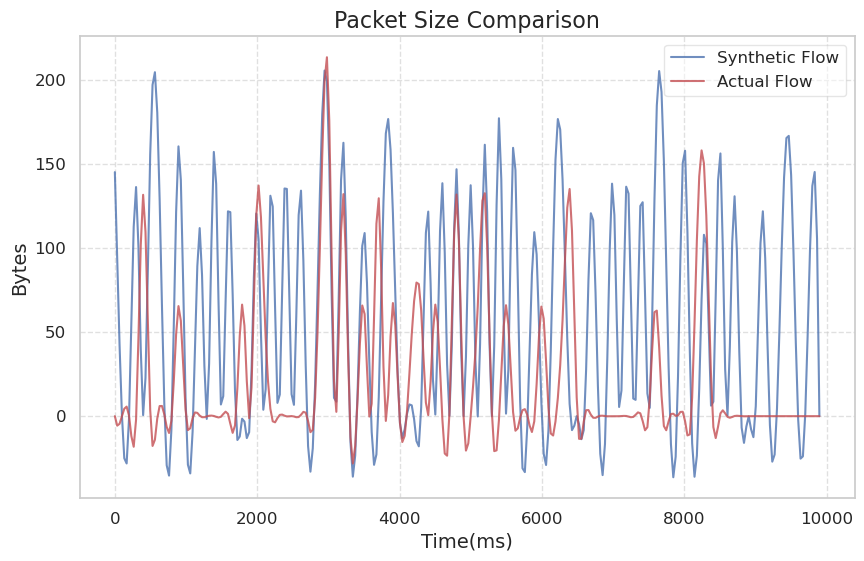 Packet Size Comparison
Synthetic Flow
Actual Flow
Bytes
200
150
100
50
0
0 2000 4000 6000 8000 10000
Time(ms)